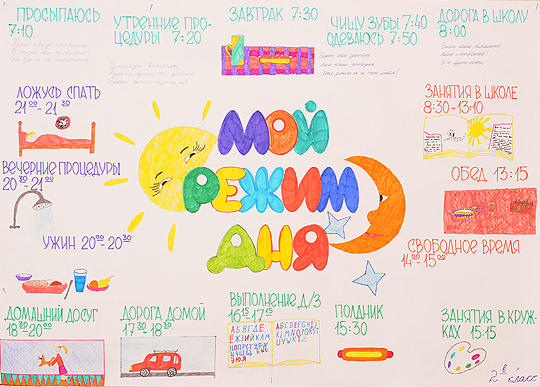 ПРОСЫПАЮСЬ
7:10
УТРЕННИЕ ПРО-
ЦЕДУРЫ 7:20
ЗАВТРАК 7:30
ЧИЩУ ЗУБЫ 7:40
ОДЕВАЮСЬ 7:50
ДОРОГА В ШКОЛУ
8:00
ЗАНЯТИЯ В ШКОЛЕ
8:30-13:10
ОБЕД 13:15
СВОБОДНОЕ ВРЕМЯ
14⁰⁰-15⁰⁰
ЗАНЯТИЯ В КРУЖ-
КАХ 15:15
ПОЛДНИК
15:30
ВЫПОЛНЕНИЕ Д/З
16¹⁵-17¹⁵
АБВГДЕ
ЭЮЯ
ДОРОГА ДОМОЙ
17³⁰-18³⁰
ДОМАШНИЙ ДОСУГ
18³⁰-20⁰⁰
УЖИН 20⁰⁰-20³⁰
ВЕЧЕРНИЕ ПРОЦЕДУРЫ
20³⁰-21⁰⁰
ЛОЖУСЬ СПАТЬ
21⁰⁰-21³⁰
МОЙ
РЕЖИМ
ДНЯ
2 В КЛАСС